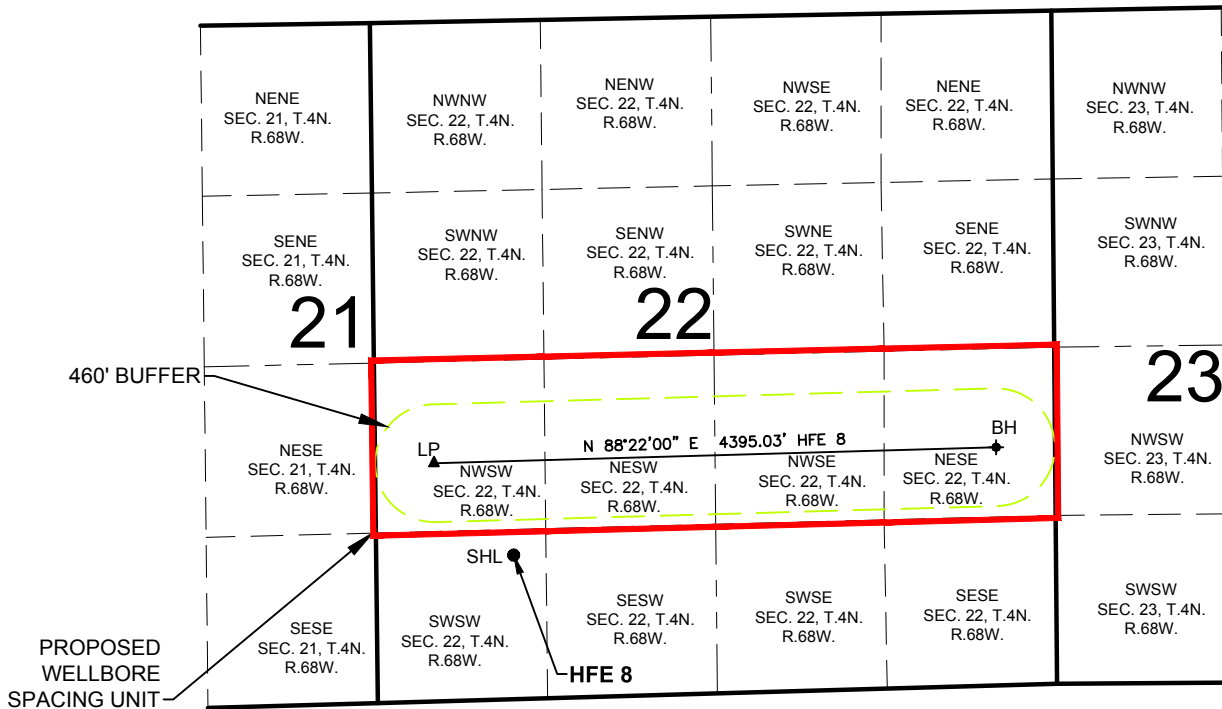 NENE
SEC. 21, T.4N.
R.68W.
NWNW
SEC. 22, T.4N.
R.68W.
NENW
SEC. 22, T.4N.
R.68W.
NWSE
SEC. 22, T.4N.
R.68W.
NENE
SEC. 22, T.4N.
R.68W.
NWNW
SEC. 23, T.4N.
R.68W.
SENE
SEC. 21, T.4N.
R.68W.
SWNW
SEC. 22, T.4N.
R.68W.
SENW
SEC. 22, T.4N.
R.68W.
SWNE
SEC. 22, T.4N.
R.68W.
SENE
SEC. 22, T.4N.
R.68W.
SWNW
SEC. 23, T.4N.
R.68W.
21
22
23
460' BUFFER
LP
N 88°22'00" E 4395.03' HFE 8
BH
NESE
SEC. 21, T.4N.
R.68W.
NWSW
SEC. 22, T.4N.
R.68W.
NESW
SEC. 22, T.4N.
R.68W.
NWSE
SEC. 22, T.4N.
R.68W.
NESE
SEC. 22, T.4N.
R.68W.
NWSW
SEC. 23, T.4N.
R.68W.
SHL
SESE
SEC. 21, T.4N.
R.68W.
SWSW
SEC. 22, T.4N.
R.68W.
SESW
SEC. 22, T.4N.
R.68W.
SWSE
SEC. 22, T.4N.
R.68W.
SESE
SEC. 22, T.4N.
R.68W.
SWSW
SEC. 23, T.4N.
R.68W.
PROPOSED
WELLBORE
SPACING UNIT
HFE 8